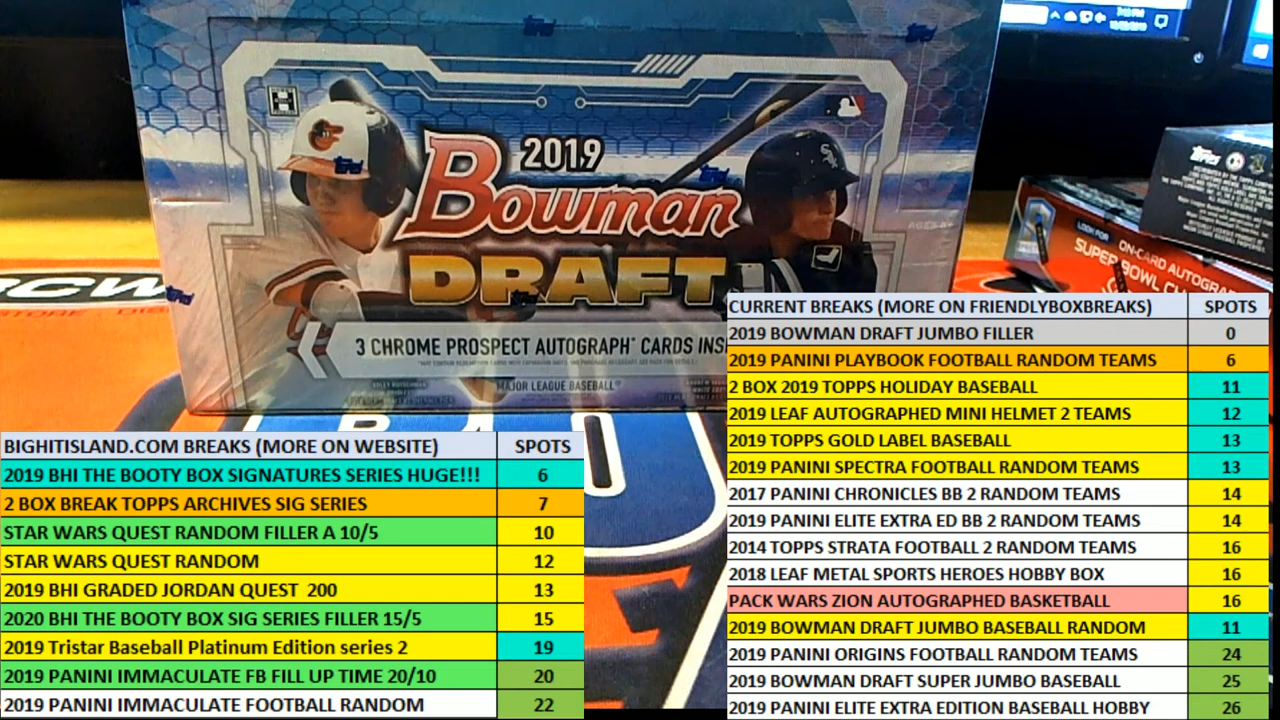 2019
Bowman
DRAFT
3 CHROME PROSPECT AUTOGRAPH CARDS INS
MAJOR LEAGUE BASEBALL
Topps
LOOK FOR ON-CARD AUTOGRA
SUPER BOWL CH
CURRENT BREAKS (MORE ON FRIENDLYBOXBREAKS) SPOTS
2019 BOWMAN DRAFT JUMBO FILLER 0
2019 PANINI PLAYBOOK FOOTBALL RANDOM TEAMS 6
2 BOX 2019 TOPPS HOLIDAY BASEBALL 11
2019 LEAF AUTOGRAPHED MINI HELMET 2 TEAMS 12
2019 TOPPS GOLD LABEL BASEBALL 13
2019 PANINI SPECTRA FOOTBALL RANDOM TEAMS 13
2017 PANINI CHRONICLES BB 2 RANDOM TEAMS 14
2019 PANINI ELITE EXTRA ED BB 2 RANDOM TEAMS 14
2014 TOPPS STRATA FOOTBALL 2 RANDOM TEAMS 16
2018 LEAF METAL SPORTS HEROES HOBBY BOX 16
PACK WARS ZION AUTOGRAPHED BASKETBALL 16
2019 BOWMAN DRAFT JUMBO BASEBALL RANDOM 11
2019 PANINI ORIGINS FOOTBALL RANDOM TEAMS 24
2019 BOWMAN DRAFT SUPER JUMBO BASEBALL 25
2019 PANINI ELITE EXTRA EDITION BASEBALL HOBBY 26
BIGHITISLAND.COM BREAKS (MORE ON WEBSITE) SPOTS
2019 BHI THE BOOTY BOX SIGNATURES SERIES HUGE!!! 6
2 BOX BREAK TOPPS ARCHIVES SIG SERIES 7
STAR WARS QUEST RANDOM FILLER A 10/5 10
STAR WARS QUEST RANDOM 12
2019 BHI GRADED JORDAN QUEST 200 13
2020 BHI THE BOOTY BOX SIG SERIES FILLER 15/5 15
2019 Tristar Baseball Platinum Edition series 2 19
2019 PANINI IMMACULATE FB FILL UP TIME 20/10 20
2019 PANINI IMMACULATE FOOTBALL RANDOM 22